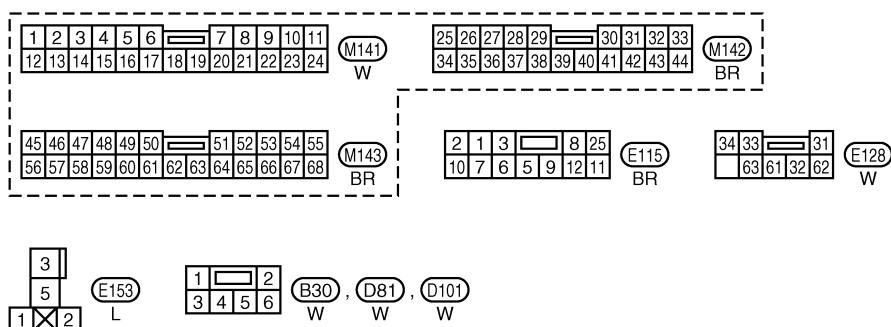 1 2 3 4 5 6 7 8 9 10 11
12 13 14 15 16 17 18 19 20 21 22 23 24
M141
W
25 26 27 28 29 30 31 32 33
34 35 36 37 38 39 40 41 42 43 44
M142
BR
45 46 47 48 49 50 51 52 53 54 55
56 57 58 59 60 61 62 63 64 65 66 67 68
M143
BR
2 1 3 8 25
10 7 6 5 9 12 11
E115
BR
34 33 31
63 61 32 62
E128
W
3
5
1 2
E153
L
1 2
3 4 5 6
B30 , D81 , D101
W W W